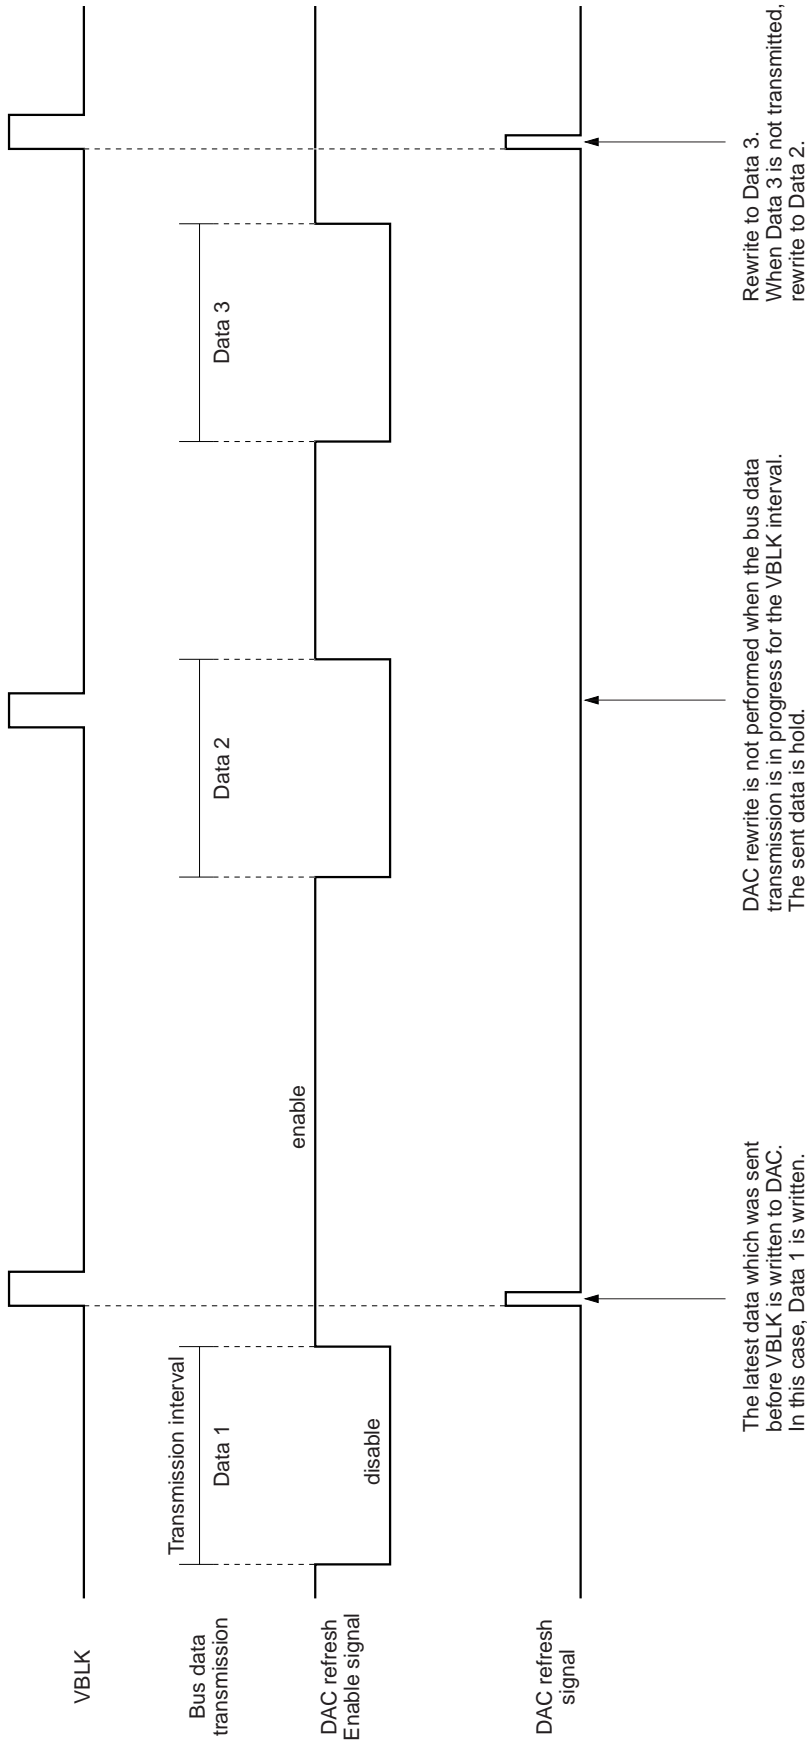 VBLK
Bus data
transmission
Transmission interval
Data 1
Data 2
Data 3
DAC refresh
Enable signal
disable
enable
DAC refresh
signal
The latest data which was sent
before VBLK is written to DAC.
In this case, Data 1 is written.
DAC rewrite is not performed when the bus data
transmission is in progress for the VBLK interval.
The sent data is hold.
Rewrite to Data 3.
When Data 3 is not transmitted,
rewrite to Data 2.